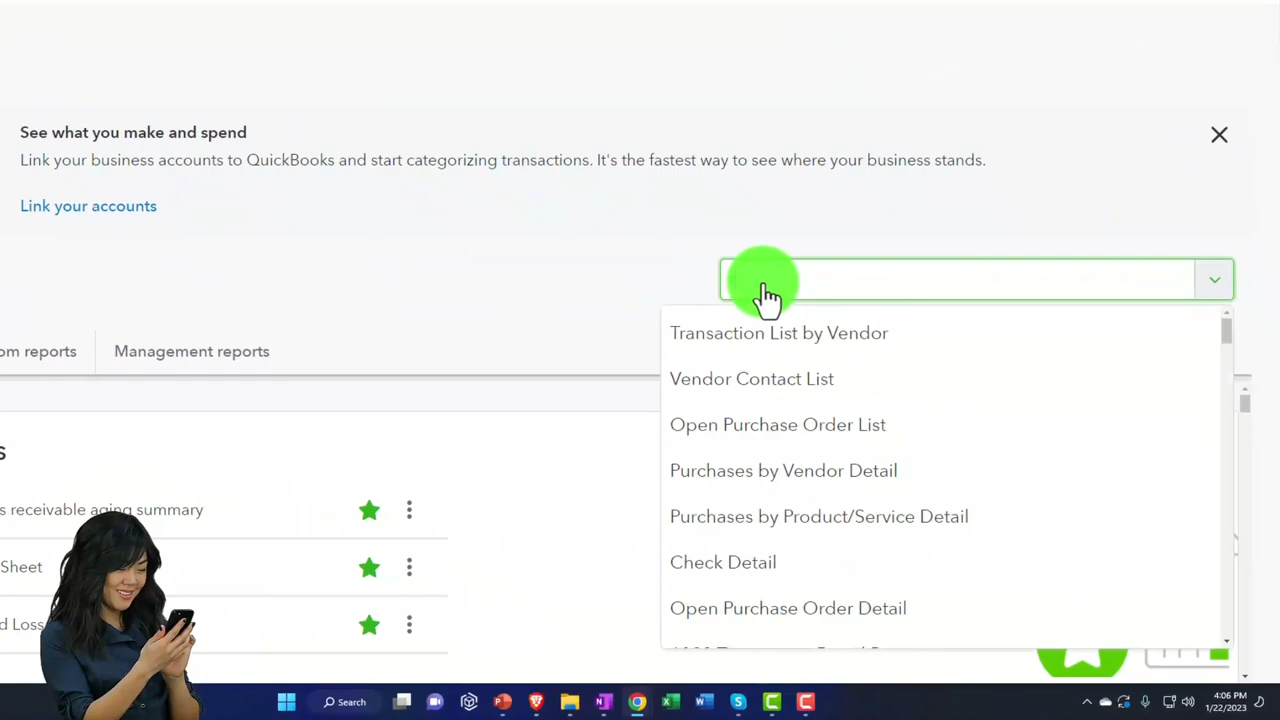 See what you make and spend
Link your business accounts to QuickBooks and start categorizing transactions. It's the fastest way to see where your business stands.
Link your accounts
om reports
Management reports
Transaction List by Vendor
Vendor Contact List
Open Purchase Order List
Purchases by Vendor Detail
Purchases by Product/Service Detail
Check Detail
Open Purchase Order Detail
s
s receivable aging summary
Sheet
d Loss
Search
4:06 PM
1/22/2023